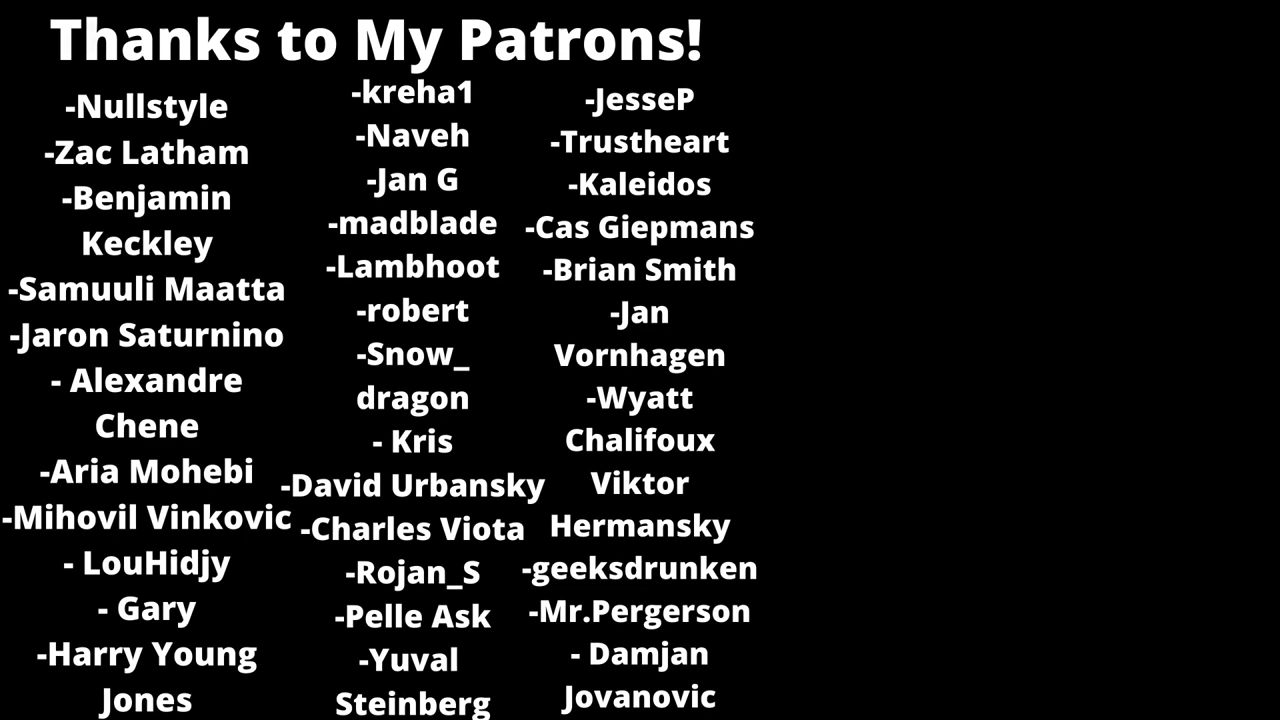 Thanks to My Patrons!
-Nullstyle
-Zac Latham
-Benjamin
Keckley
-Samuuli Maatta
-Jaron Saturnino
- Alexandre
Chene
-Aria Mohebi
-Mihovil Vinkovic
- LouHidjy
- Gary
-Harry Young
Jones
-kreha1
-Naveh
-Jan G
-madblade
-Lambhoot
-robert
-Snow_
dragon
- Kris
-David Urbansky
-Charles Viota
-Rojan_S
-Pelle Ask
-Yuval
Steinberg
-JesseP
-Trustheart
-Kaleidos
-Cas Giepmans
-Brian Smith
-Jan
Vornhagen
-Wyatt
Chalifoux
Viktor
Hermansky
-geeksdrunken
-Mr.Pergerson
- Damjan
Jovanovic